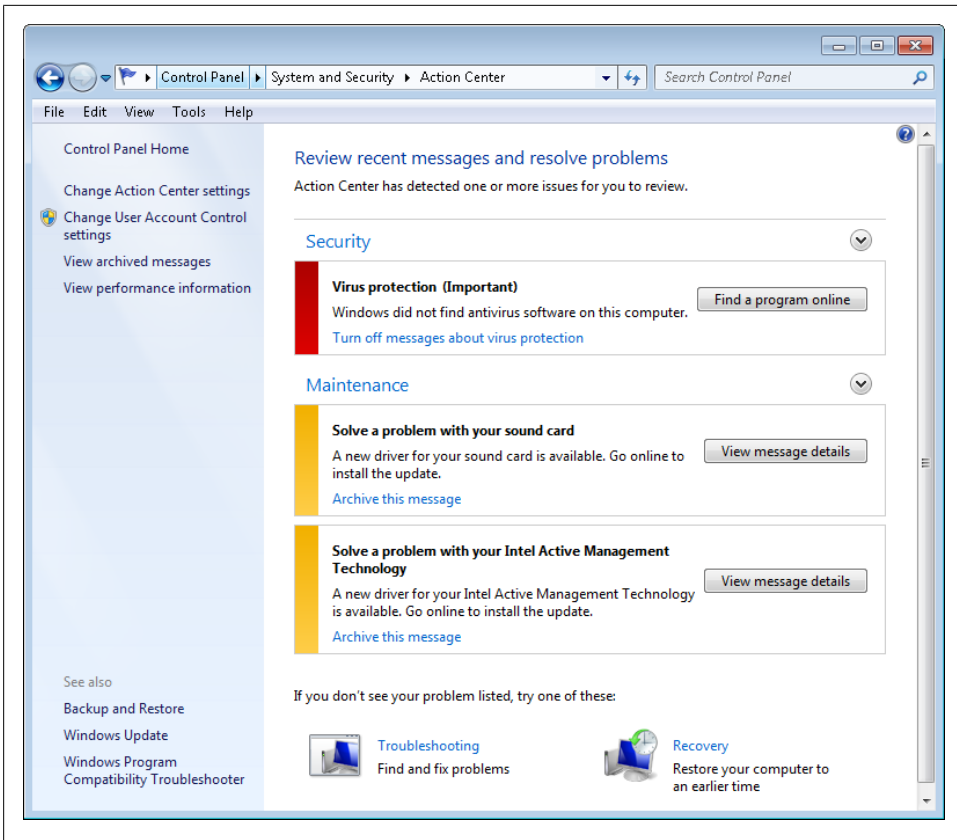 Control Panel
System and Security
Action Center
Search Control Panel
File Edit View Tools Help
Control Panel Home
Change Action Center settings
Change User Account Control
settings
View archived messages
View performance information
See also
Backup and Restore
Windows Update
Windows Program
Compatibility Troubleshooter
Review recent messages and resolve problems
Action Center has detected one or more issues for you to review.
Security
Virus protection (Important)
Windows did not find antivirus software on this computer.
Find a program online
Turn off messages about virus protection
Maintenance
Solve a problem with your sound card
A new driver for your sound card is available. Go online to
install the update.
View message details
Archive this message
Solve a problem with your Intel Active Management
Technology
A new driver for your Intel Active Management Technology
is available. Go online to install the update.
View message details
Archive this message
If you don't see your problem listed, try one of these:
Troubleshooting
Find and fix problems
Recovery
Restore your computer to
an earlier time